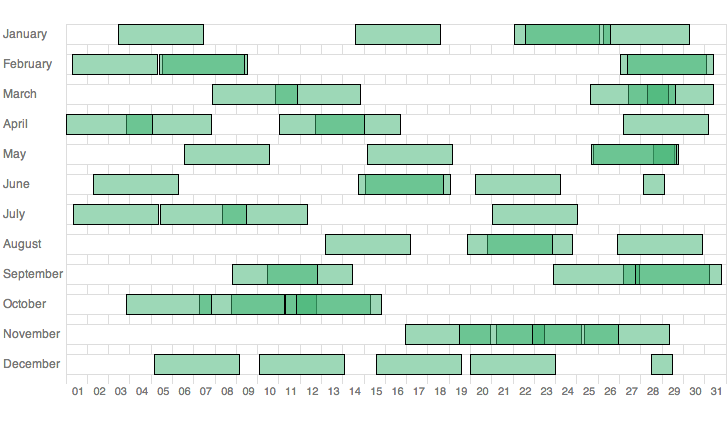 January
February
March
April
May
June
July
August
September
October
November
December
01 02 03 04 05 06 07 08 09 10 11 12 13 14 15 16 17 18 19 20 21 22 23 24 25 26 27 28 29 30 31